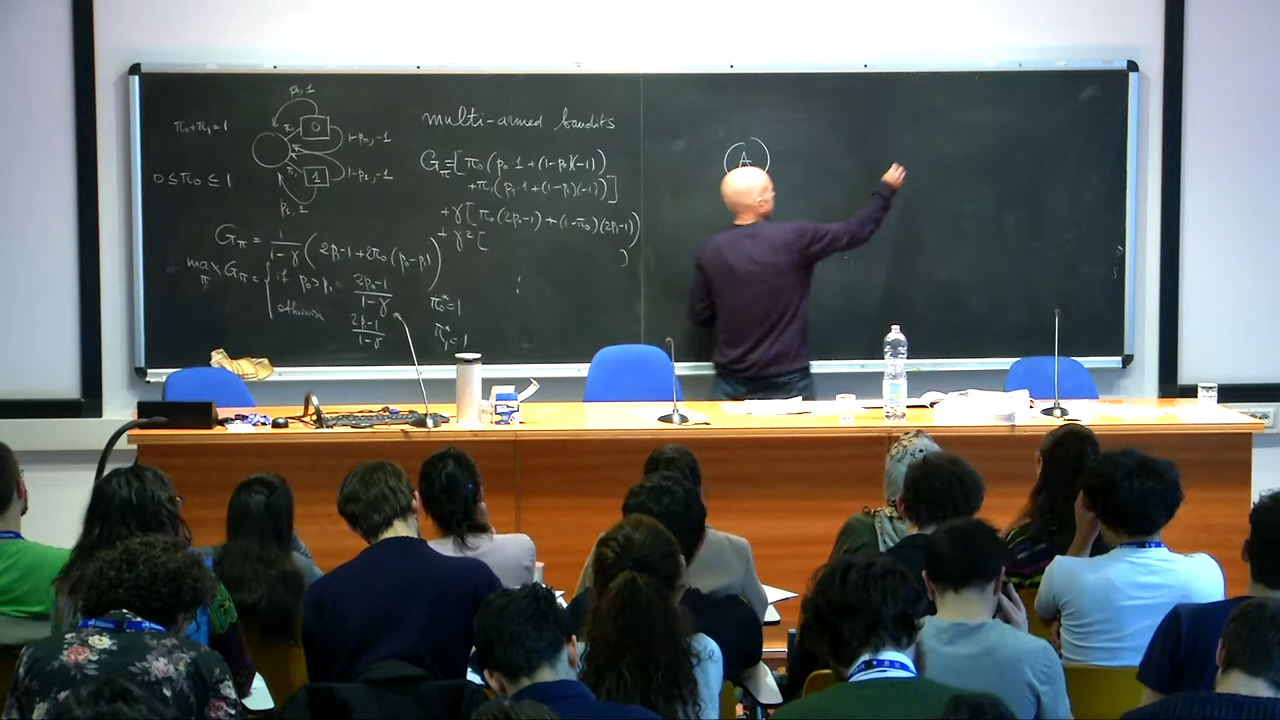 p₀, 1
π₀+π₁=1
0
π₀
1-p₀, -1
0 ≤ π₀ ≤ 1
π₁
1
1-p₁, -1
p₁, 1
G_π = 1/(1-γ) (2p₁-1+2π₀(p₀-p₁))
max_π G_π = { if p₀>p₁ (2p₀-1)/(1-γ) π₀*=1
otherwise (2p₁-1)/(1-γ) π₁*=1
multi-armed bandits
G_π = [π₀(p₀·1+(1-p₀)(-1))
+π₁(p₁·1+(1-p₁)(-1))]
+γ[π₀(2p₀-1)+(1-π₀)(2p₁-1))
+γ²[ )
⋮
A